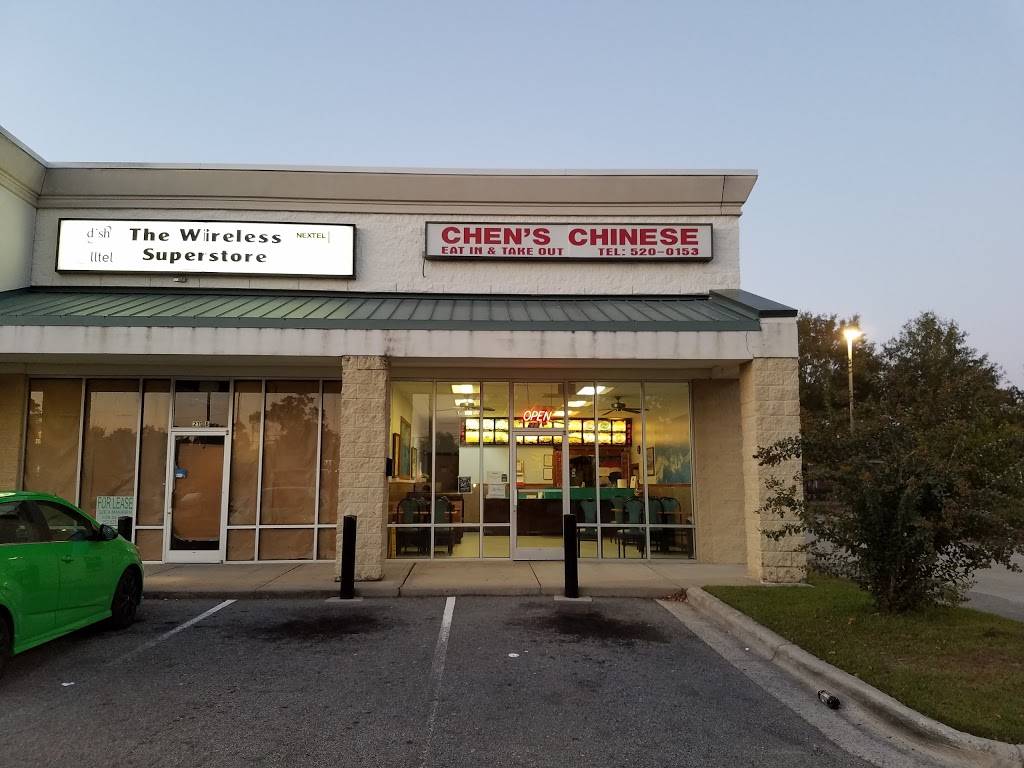 dish
The Wireless
NEXTEL
lltel
Superstore
CHEN'S CHINESE
EAT IN & TAKE OUT TEL: 520-0153
OPEN
FOR LEASE